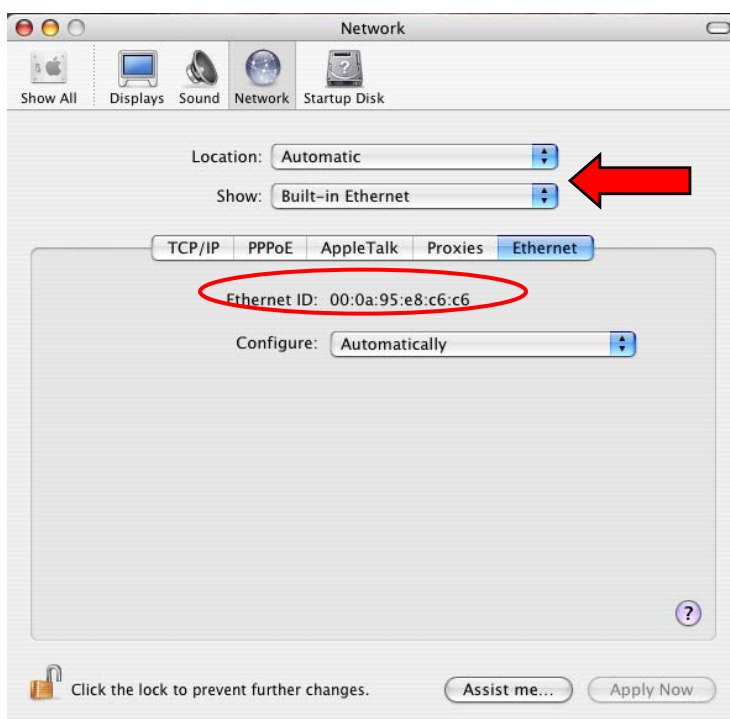 Network
Show All Displays Sound Network Startup Disk
Location: Automatic
Show: Built-in Ethernet
TCP/IP PPPoE AppleTalk Proxies Ethernet
Ethernet ID: 00:0a:95:e8:c6:c6
Configure: Automatically
?
Click the lock to prevent further changes. Assist me... Apply Now